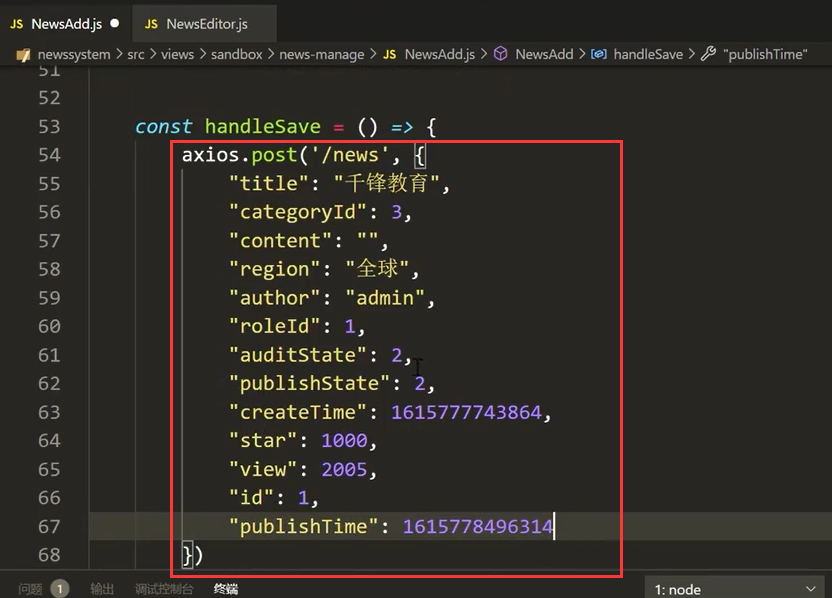 JS NewsAdd.js ●
JS NewsEditor.js
newssystem > src > views > sandbox > news-manage > JS NewsAdd.js > NewsAdd > handleSave > "publishTime"
51
52
53 const handleSave = () => {
54 axios.post('/news', {
55 "title": "千锋教育",
56 "categoryId": 3,
57 "content": "",
58 "region": "全球",
59 "author": "admin",
60 "roleId": 1,
61 "auditState": 2,
62 "publishState": 2,
63 "createTime": 1615777743864,
64 "star": 1000,
65 "view": 2005,
66 "id": 1,
67 "publishTime": 1615778496314
68 })
问题 1 输出 调试控制台 终端 1: node